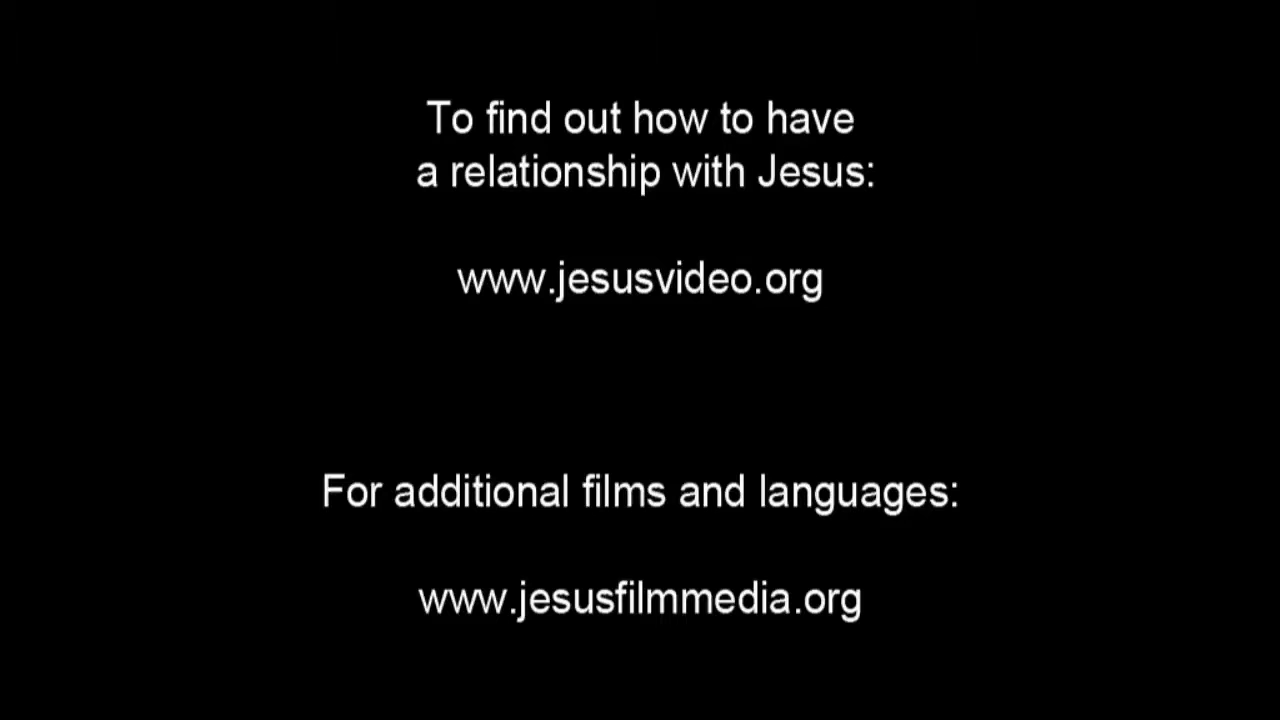 To find out how to have
a relationship with Jesus:
www.jesusvideo.org
For additional films and languages:
www.jesusfilmmedia.org